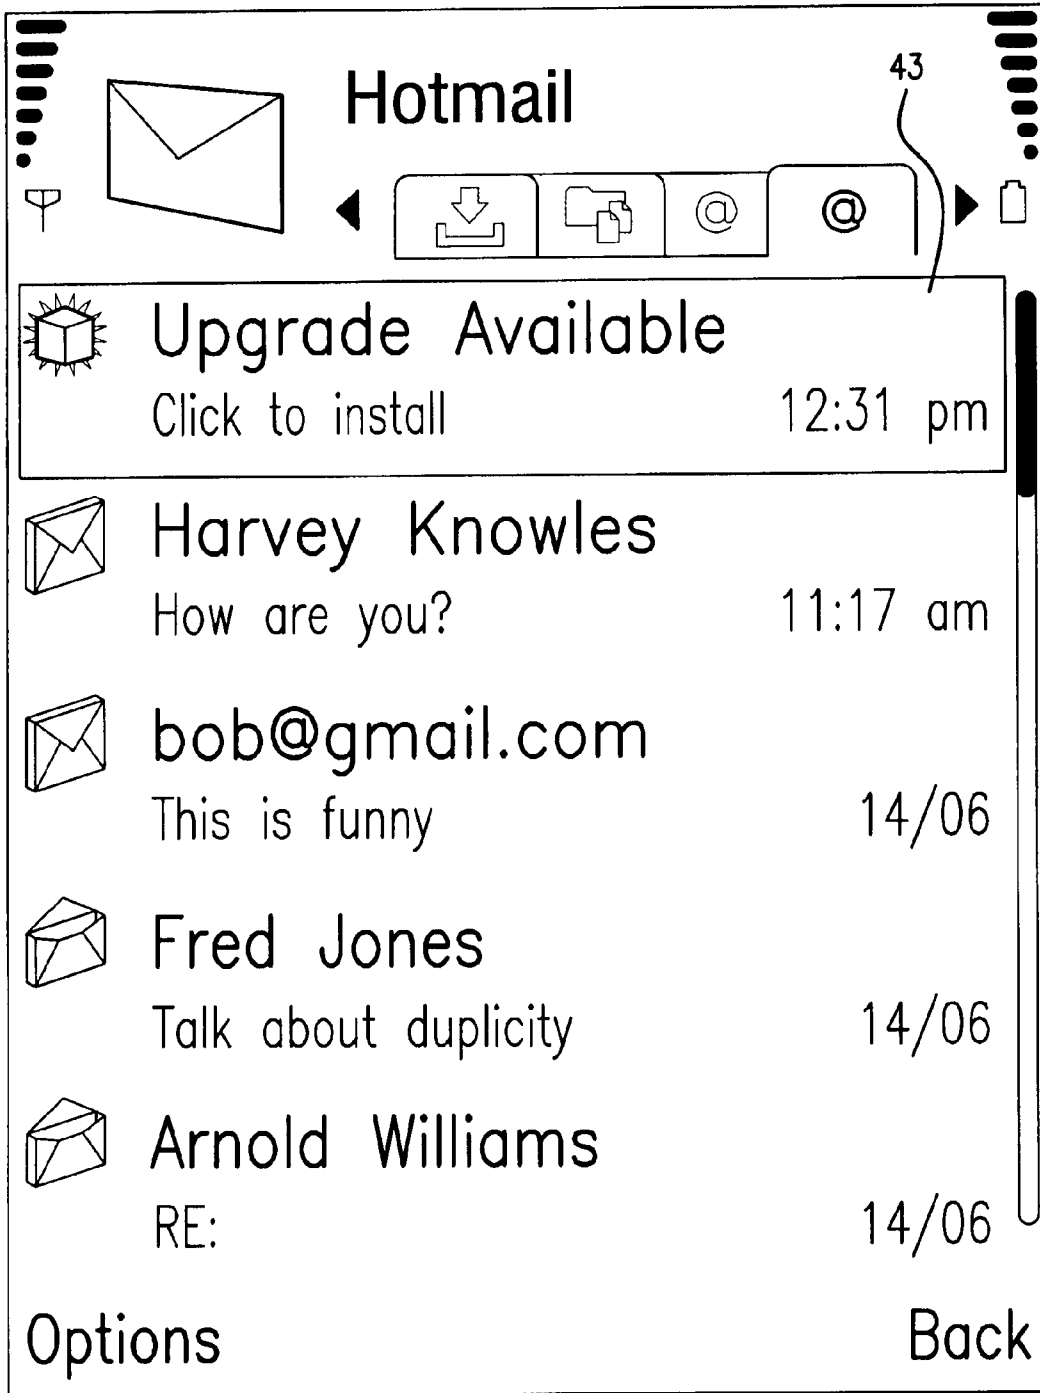 43
Hotmail
@ @
Upgrade Available
Click to install 12:31 pm
Harvey Knowles
How are you? 11:17 am
bob@gmail.com
This is funny 14/06
Fred Jones
Talk about duplicity 14/06
Arnold Williams
RE: 14/06
Options Back